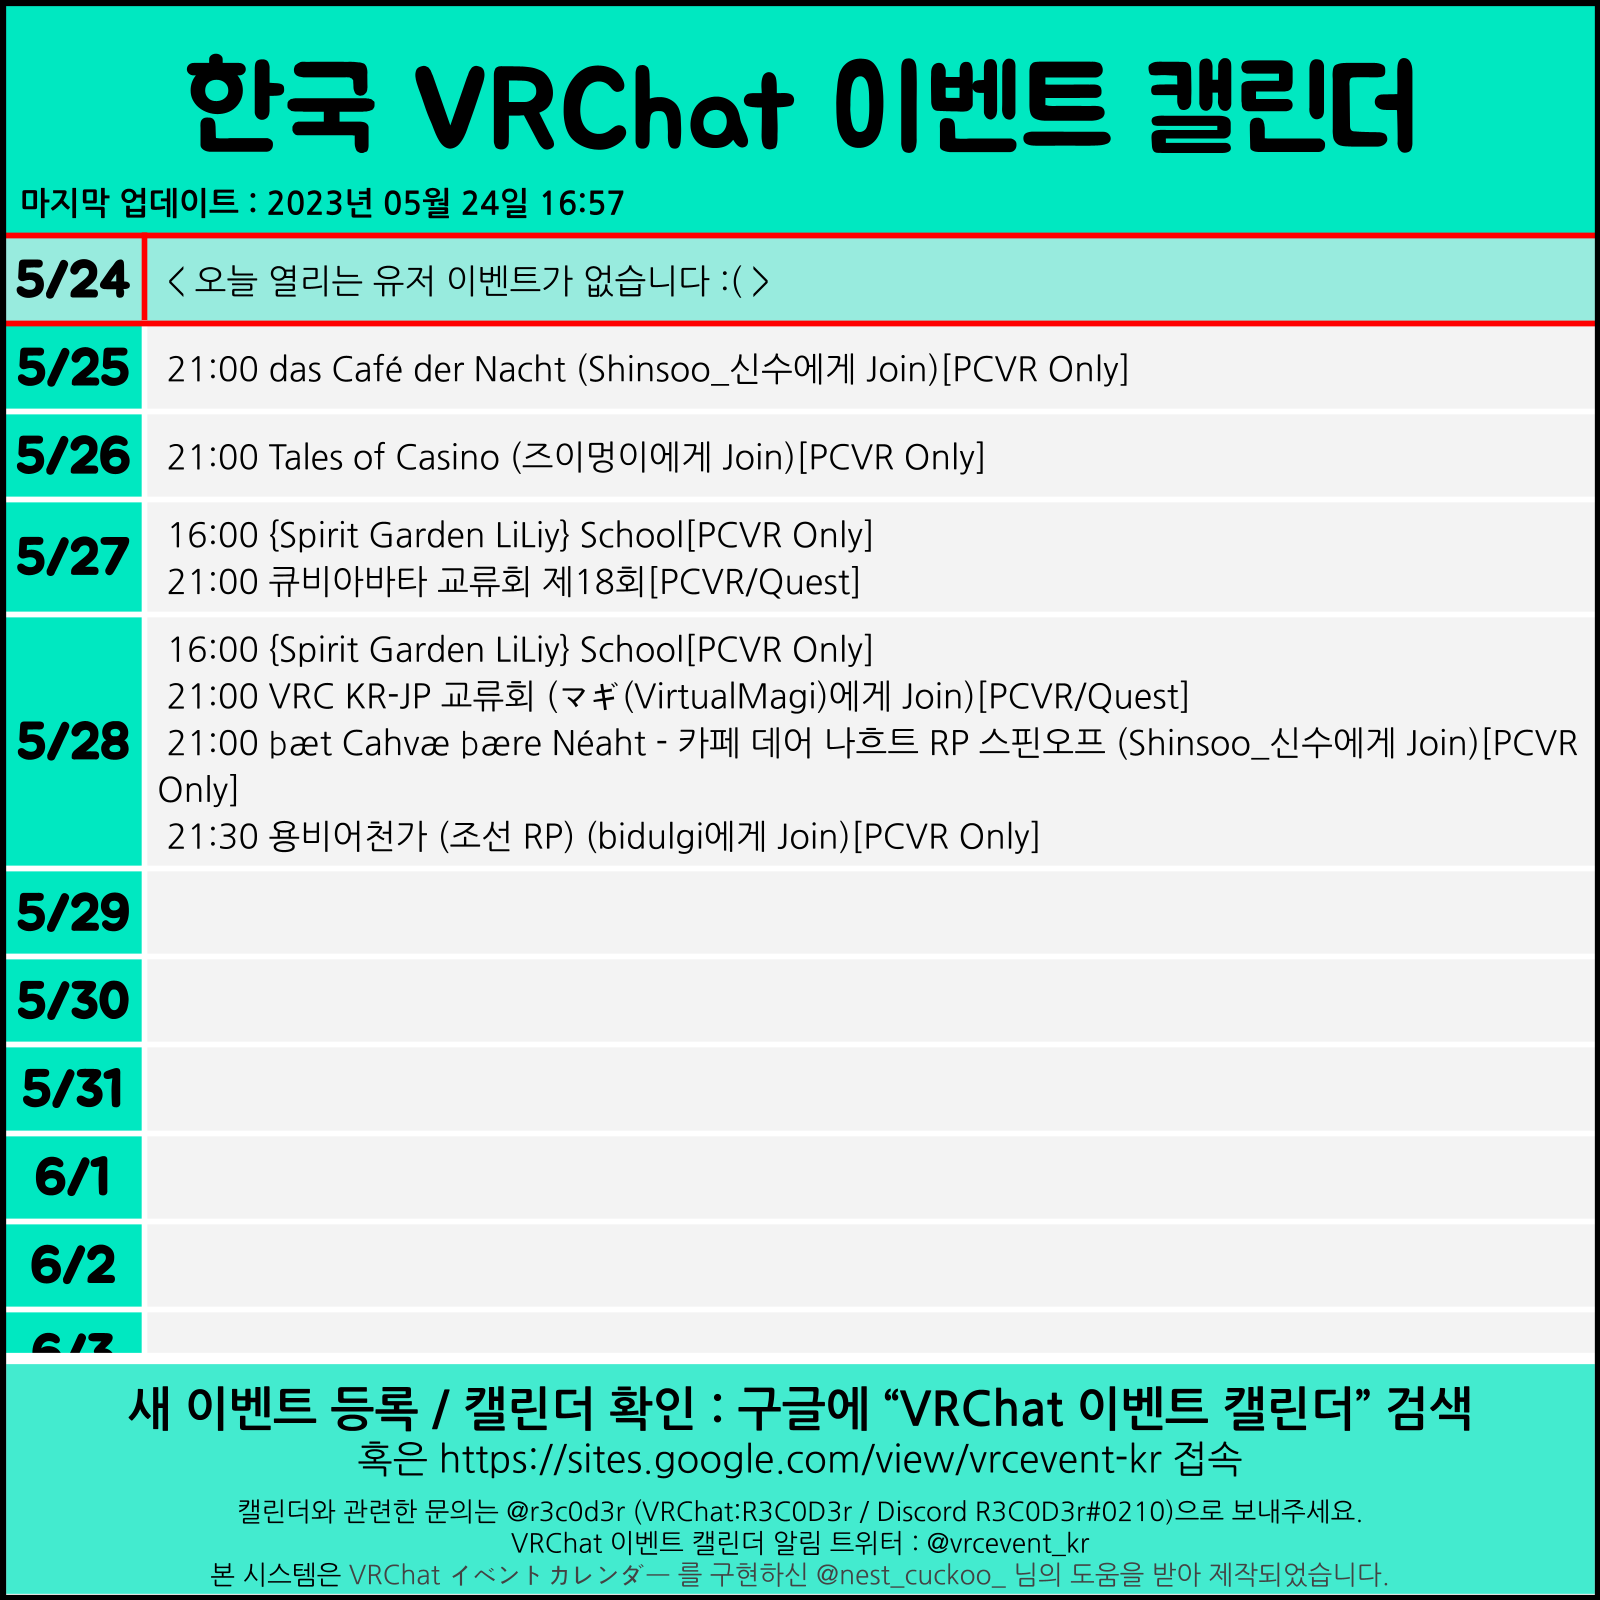 한국 VRChat 이벤트 캘린더
마지막 업데이트 : 2023년 05월 24일 16:57
5/24
< 오늘 열리는 유저 이벤트가 없습니다 :( >
5/25
21:00 das Café der Nacht (Shinsoo_신수에게 Join)[PCVR Only]
5/26
21:00 Tales of Casino (즈이멍이에게 Join)[PCVR Only]
5/27
16:00 {Spirit Garden LiLiy} School[PCVR Only]
21:00 큐비아바타 교류회 제18회[PCVR/Quest]
5/28
16:00 {Spirit Garden LiLiy} School[PCVR Only]
21:00 VRC KR-JP 교류회 (マギ(VirtualMagi)에게 Join)[PCVR/Quest]
21:00 þæt Cahvæ þære Néaht - 카페 데어 나흐트 RP 스핀오프 (Shinsoo_신수에게 Join)[PCVR
Only]
21:30 용비어천가 (조선 RP) (bidulgi에게 Join)[PCVR Only]
5/29
5/30
5/31
6/1
6/2
6/3
새 이벤트 등록 / 캘린더 확인 : 구글에 “VRChat 이벤트 캘린더” 검색
혹은 https://sites.google.com/view/vrcevent-kr 접속
캘린더와 관련한 문의는 @r3c0d3r (VRChat:R3C0D3r / Discord R3C0D3r#0210)으로 보내주세요.
VRChat 이벤트 캘린더 알림 트위터 : @vrcevent_kr
본 시스템은 VRChat イベントカレンダー 를 구현하신 @nest_cuckoo_ 님의 도움을 받아 제작되었습니다.